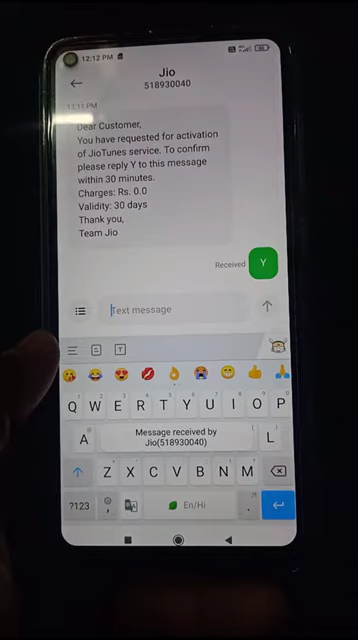 12:12 PM
Jio
518930040
12:11 PM
Dear Customer,
You have requested for activation
of JioTunes service. To confirm
please reply Y to this message
within 30 minutes.
Charges: Rs. 0.0
Validity: 30 days
Thank you,
Team Jio
Received Y
Text message
Q W E R T Y U I O P
A L
Message received by
Jio(518930040)
Z X C V B N M
?123 , En/Hi .